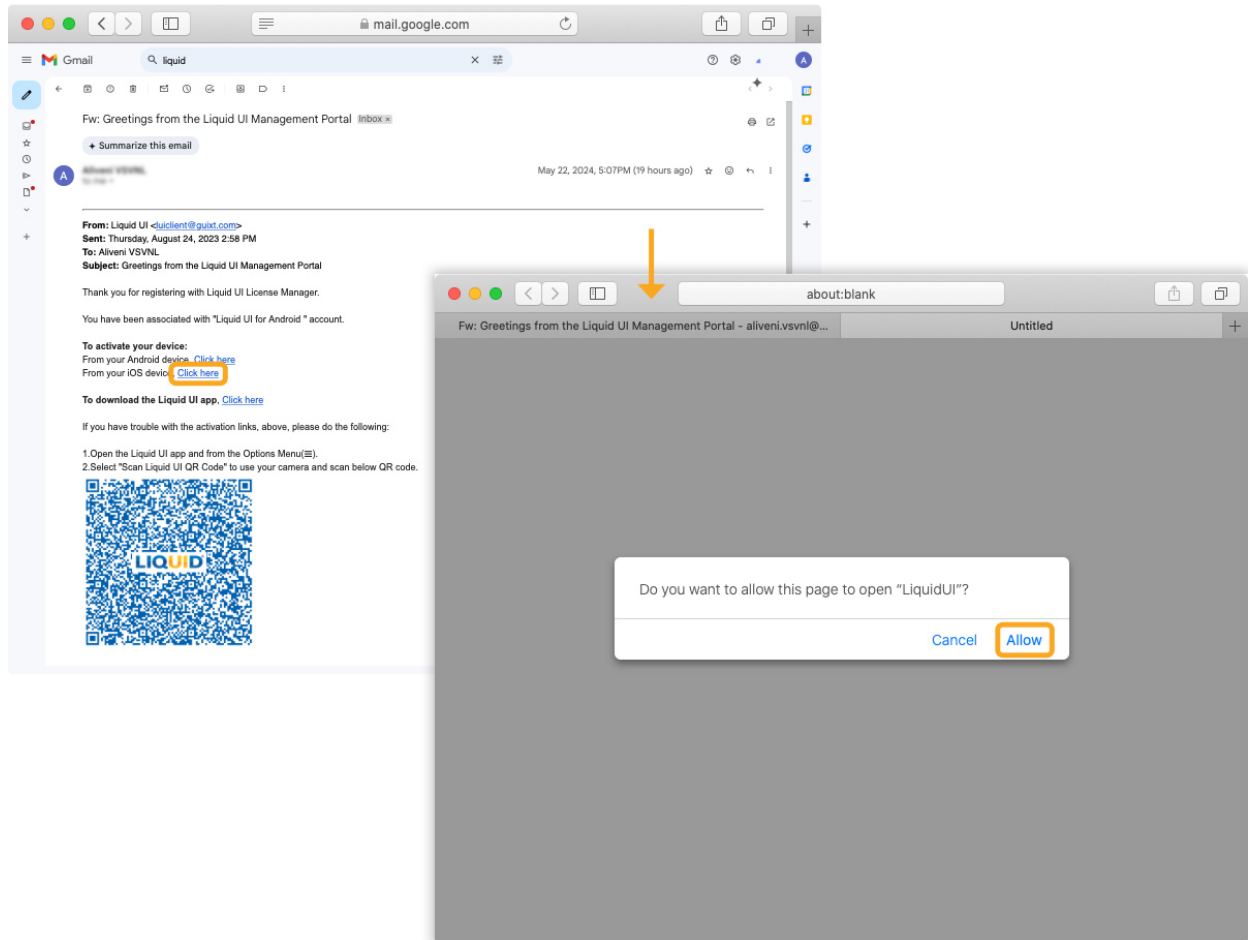 mail.google.com
Gmail
liquid
Fw: Greetings from the Liquid UI Management Portal Inbox ×
Summarize this email
A
A
May 22, 2024, 5:07PM (19 hours ago)
From: Liquid UI <luiclient@guixt.com>
Sent: Thursday, August 24, 2023 2:58 PM
To: Aliveni VSVNL
Subject: Greetings from the Liquid UI Management Portal
Thank you for registering with Liquid UI License Manager.
You have been associated with "Liquid UI for Android " account.
To activate your device:
From your Android device, Click here
From your iOS device, Click here
To download the Liquid UI app, Click here
If you have trouble with the activation links, above, please do the following:
1.Open the Liquid UI app and from the Options Menu(☰).
2.Select "Scan Liquid UI QR Code" to use your camera and scan below QR code.
LIQUID
about:blank
Fw: Greetings from the Liquid UI Management Portal - aliveni.vsvnl@...
Untitled
Do you want to allow this page to open “LiquidUI”?
Cancel
Allow